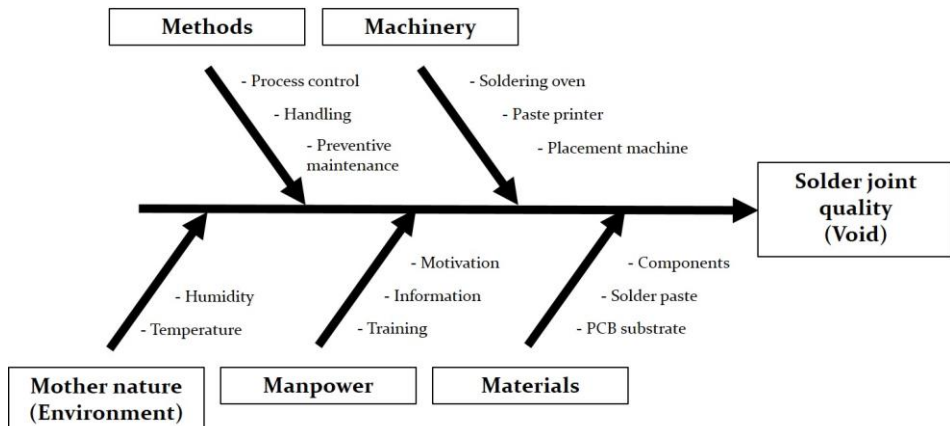 Methods
Machinery
- Process control
- Handling
- Preventive
maintenance
- Soldering oven
- Paste printer
- Placement machine
Solder joint
quality
(Void)
- Humidity
- Temperature
- Motivation
- Information
- Training
- Components
- Solder paste
- PCB substrate
Mother nature
(Environment)
Manpower
Materials